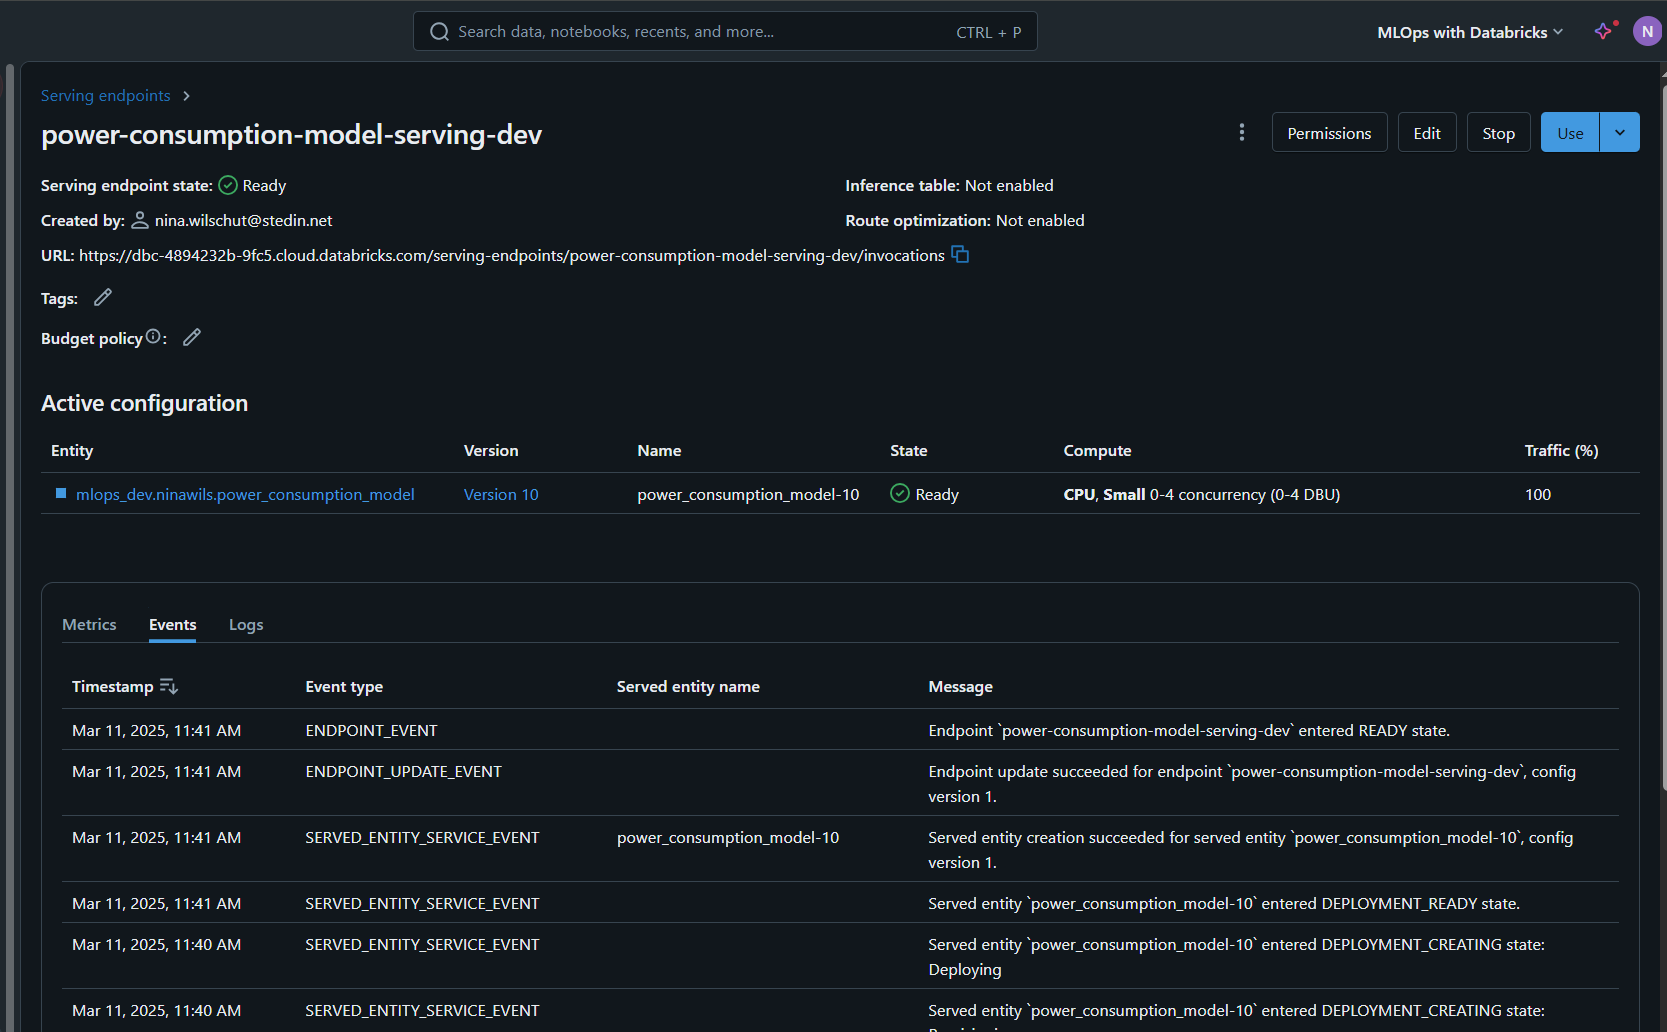 Search data, notebooks, recents, and more... CTRL + P MLOps with Databricks N
Serving endpoints >
power-consumption-model-serving-dev Permissions Edit Stop Use
Serving endpoint state: Ready Inference table: Not enabled
Created by: nina.wilschut@stedin.net Route optimization: Not enabled
URL: https://dbc-4894232b-9fc5.cloud.databricks.com/serving-endpoints/power-consumption-model-serving-dev/invocations
Tags:
Budget policy :
Active configuration
Entity Version Name State Compute Traffic (%)
mlops_dev.ninawils.power_consumption_model Version 10 power_consumption_model-10 Ready CPU, Small 0-4 concurrency (0-4 DBU) 100
Metrics Events Logs
Timestamp Event type Served entity name Message
Mar 11, 2025, 11:41 AM ENDPOINT_EVENT Endpoint `power-consumption-model-serving-dev` entered READY state.
Mar 11, 2025, 11:41 AM ENDPOINT_UPDATE_EVENT Endpoint update succeeded for endpoint `power-consumption-model-serving-dev`, config
version 1.
Mar 11, 2025, 11:41 AM SERVED_ENTITY_SERVICE_EVENT power_consumption_model-10 Served entity creation succeeded for served entity `power_consumption_model-10`, config
version 1.
Mar 11, 2025, 11:41 AM SERVED_ENTITY_SERVICE_EVENT Served entity `power_consumption_model-10` entered DEPLOYMENT_READY state.
Mar 11, 2025, 11:40 AM SERVED_ENTITY_SERVICE_EVENT Served entity `power_consumption_model-10` entered DEPLOYMENT_CREATING state:
Deploying
Mar 11, 2025, 11:40 AM SERVED_ENTITY_SERVICE_EVENT Served entity `power_consumption_model-10` entered DEPLOYMENT_CREATING state: